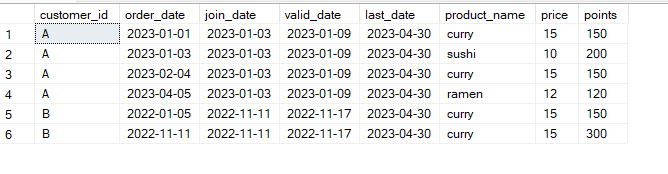 customer_id order_date join_date valid_date last_date product_name price points
1 A 2023-01-01 2023-01-03 2023-01-09 2023-04-30 curry 15 150
2 A 2023-01-03 2023-01-03 2023-01-09 2023-04-30 sushi 10 200
3 A 2023-02-04 2023-01-03 2023-01-09 2023-04-30 curry 15 150
4 A 2023-04-05 2023-01-03 2023-01-09 2023-04-30 ramen 12 120
5 B 2022-01-05 2022-11-11 2022-11-17 2023-04-30 curry 15 150
6 B 2022-11-11 2022-11-11 2022-11-17 2023-04-30 curry 15 300